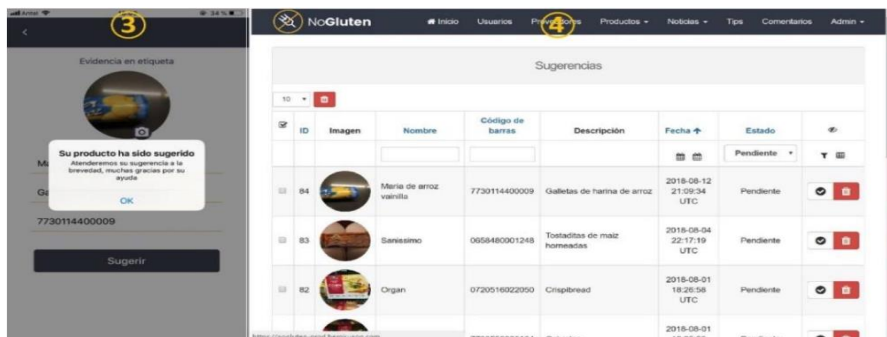 Antel
34 %
3
Evidencia en etiqueta
Su producto ha sido sugerido
Atenderemos su sugerencia a la
brevedad, muchas gracias por su
ayuda
OK
7730114400009
Sugerir
NoGluten
Inicio
Usuarios
4
Productos
Noticias
Tips
Comentarios
Admin
Sugerencias
10
ID
Imagen
Nombre
Código de
barras
Descripción
Fecha
Estado
Pendiente
84
Maria de arroz
vainilla
7730114400009
Galletas de harina de arroz
2018-08-12
21:09:34
UTC
Pendiente
83
Sanissimo
0658480001248
Tostaditas de maiz
horneadas
2018-08-04
22:17:19
UTC
Pendiente
82
Organ
0720516022050
Crispibread
2018-08-01
18:26:58
UTC
Pendiente
2018-08-01